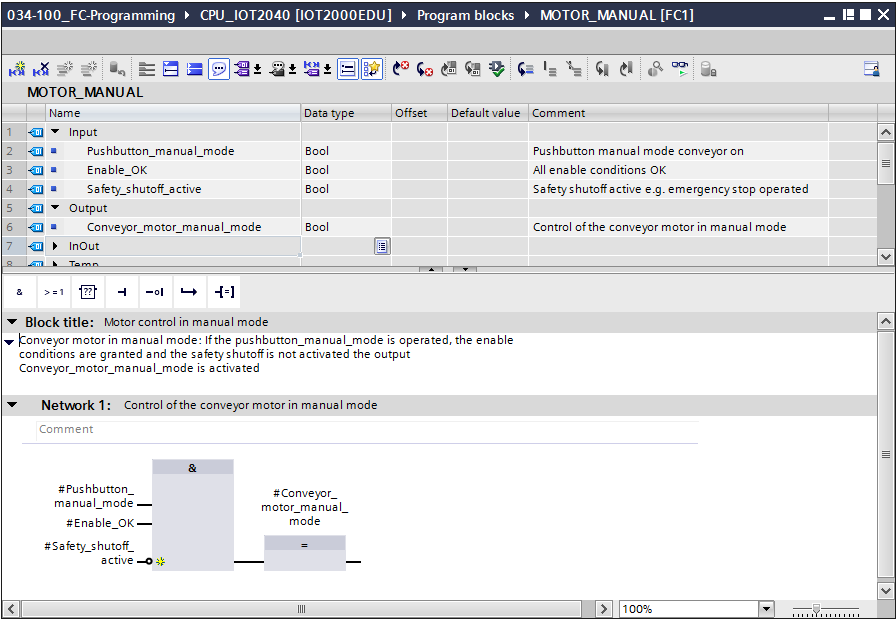 034-100_FC-Programming ▸ CPU_IOT2040 [IOT2000EDU] ▸ Program blocks ▸ MOTOR_MANUAL [FC1]
MOTOR_MANUAL
Name Data type Offset Default value Comment
1 Input
2 Pushbutton_manual_mode Bool Pushbutton manual mode conveyor on
3 Enable_OK Bool All enable conditions OK
4 Safety_shutoff_active Bool Safety shutoff active e.g. emergency stop operated
5 Output
6 Conveyor_motor_manual_mode Bool Control of the conveyor motor in manual mode
7 InOut
8 Temp
& >=1 ??
Block title: Motor control in manual mode
Conveyor motor in manual mode: If the pushbutton_manual_mode is operated, the enable
conditions are granted and the safety shutoff is not activated the output
Conveyor_motor_manual_mode is activated
Network 1: Control of the conveyor motor in manual mode
Comment
&
#Pushbutton_
manual_mode
#Enable_OK
#Safety_shutoff_
active
#Conveyor_
motor_manual_
mode
=
100%